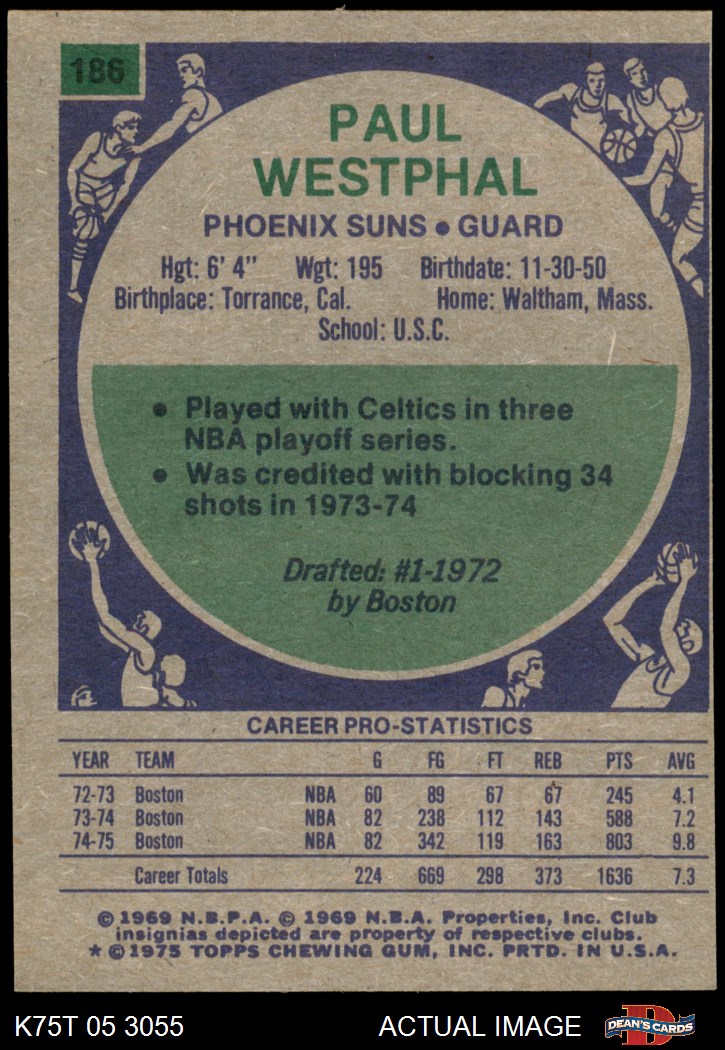 186
PAUL
WESTPHAL
PHOENIX SUNS • GUARD
Hgt: 6' 4" Wgt: 195 Birthdate: 11-30-50
Birthplace: Torrance, Cal. Home: Waltham, Mass.
School: U.S.C.
• Played with Celtics in three
NBA playoff series.
• Was credited with blocking 34
shots in 1973-74
Drafted: #1-1972
by Boston
CAREER PRO-STATISTICS
YEAR TEAM G FG FT REB PTS AVG
72-73 Boston NBA 60 89 67 67 245 4.1
73-74 Boston NBA 82 238 112 143 588 7.2
74-75 Boston NBA 82 342 119 163 803 9.8
Career Totals 224 669 298 373 1636 7.3
© 1969 N.B.P.A. © 1969 N.B.A. Properties, Inc. Club
insignias depicted are property of respective clubs.
* © 1975 TOPPS CHEWING GUM, INC. PRTD. IN U.S.A.
K75T 05 3055 ACTUAL IMAGE D DEAN'S CARDS